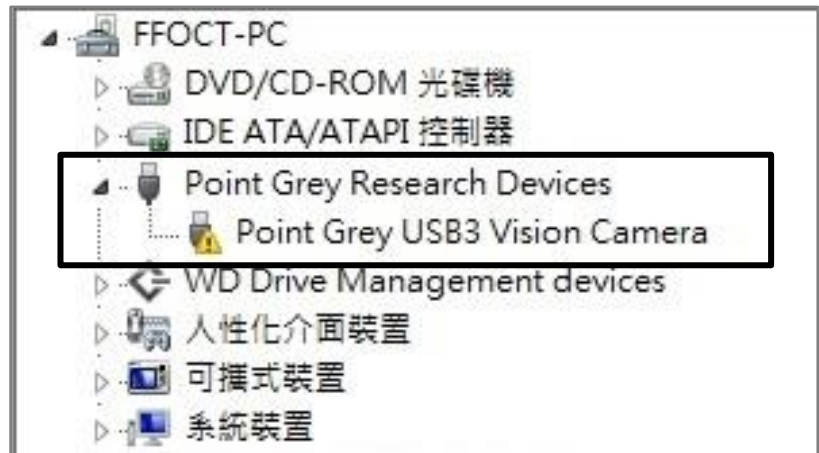 FFOCT-PC
DVD/CD-ROM 光碟機
IDE ATA/ATAPI 控制器
Point Grey Research Devices
Point Grey USB3 Vision Camera
WD Drive Management devices
人性化介面裝置
可攜式裝置
系統裝置